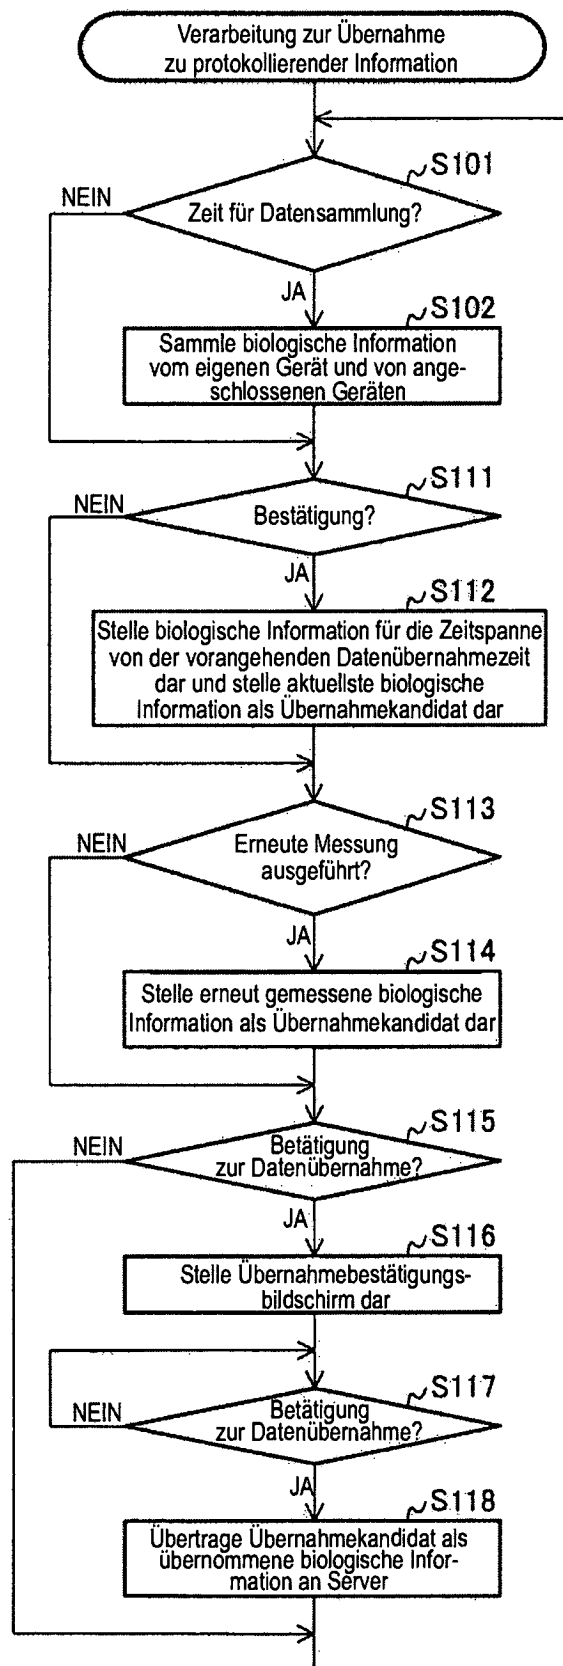 Verarbeitung zur Übernahme
zu protokollierender Information
S101
NEIN
Zeit für Datensammlung?
JA
S102
Sammle biologische Information
vom eigenen Gerät und von ange-
schlossenen Geräten
S111
NEIN
Bestätigung?
JA
S112
Stelle biologische Information für die Zeitspanne
von der vorangehenden Datenübernahmezeit
dar und stelle aktuellste biologische
Information als Übernahmekandidat dar
S113
NEIN
Erneute Messung
ausgeführt?
JA
S114
Stelle erneut gemessene biologische
Information als Übernahmekandidat dar
S115
NEIN
Betätigung
zur Datenübernahme?
JA
S116
Stelle Übernahmebestätigungs-
bildschirm dar
S117
NEIN
Betätigung
zur Datenübernahme?
JA
S118
Übertrage Übernahmekandidat als
übernommene biologische Infor-
mation an Server